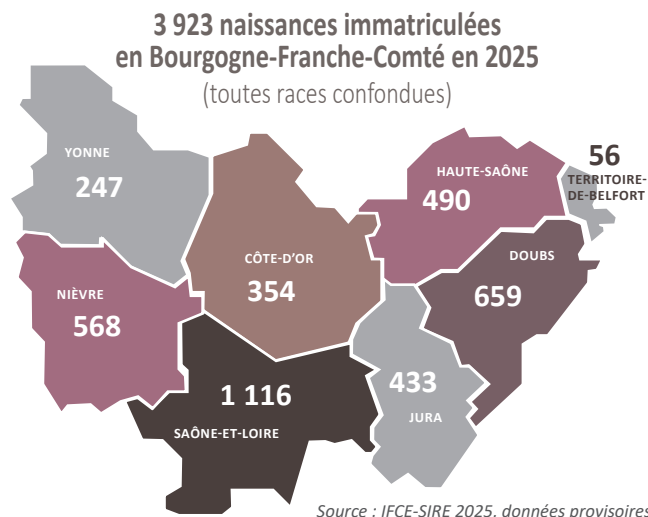 3 923 naissances immatriculées
en Bourgogne-Franche-Comté en 2025
(toutes races confondues)
YONNE
247
HAUTE-SAÔNE
490
56
TERRITOIRE-
DE-BELFORT
CÔTE-D'OR
354
DOUBS
659
NIÈVRE
568
1 116
SAÔNE-ET-LOIRE
433
JURA
Source : IFCE-SIRE 2025, données provisoires